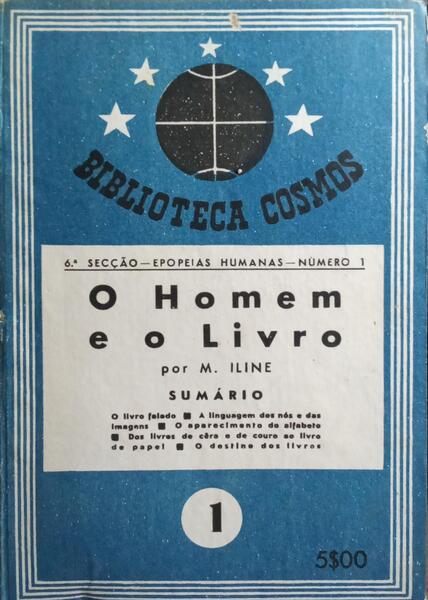 BIBLIOTECA COSMOS
6.ª SECÇÃO—EPOPEIAS HUMANAS—NÚMERO 1
O Homem
e o Livro
por M. ILINE
SUMÁRIO
O livro falado ■ A linguagem dos nós e das
imagens ■ O aparecimento do alfabeto
■ Dos livros de cêra e de couro ao livro
de papel ■ O destino dos livros
1
5$00